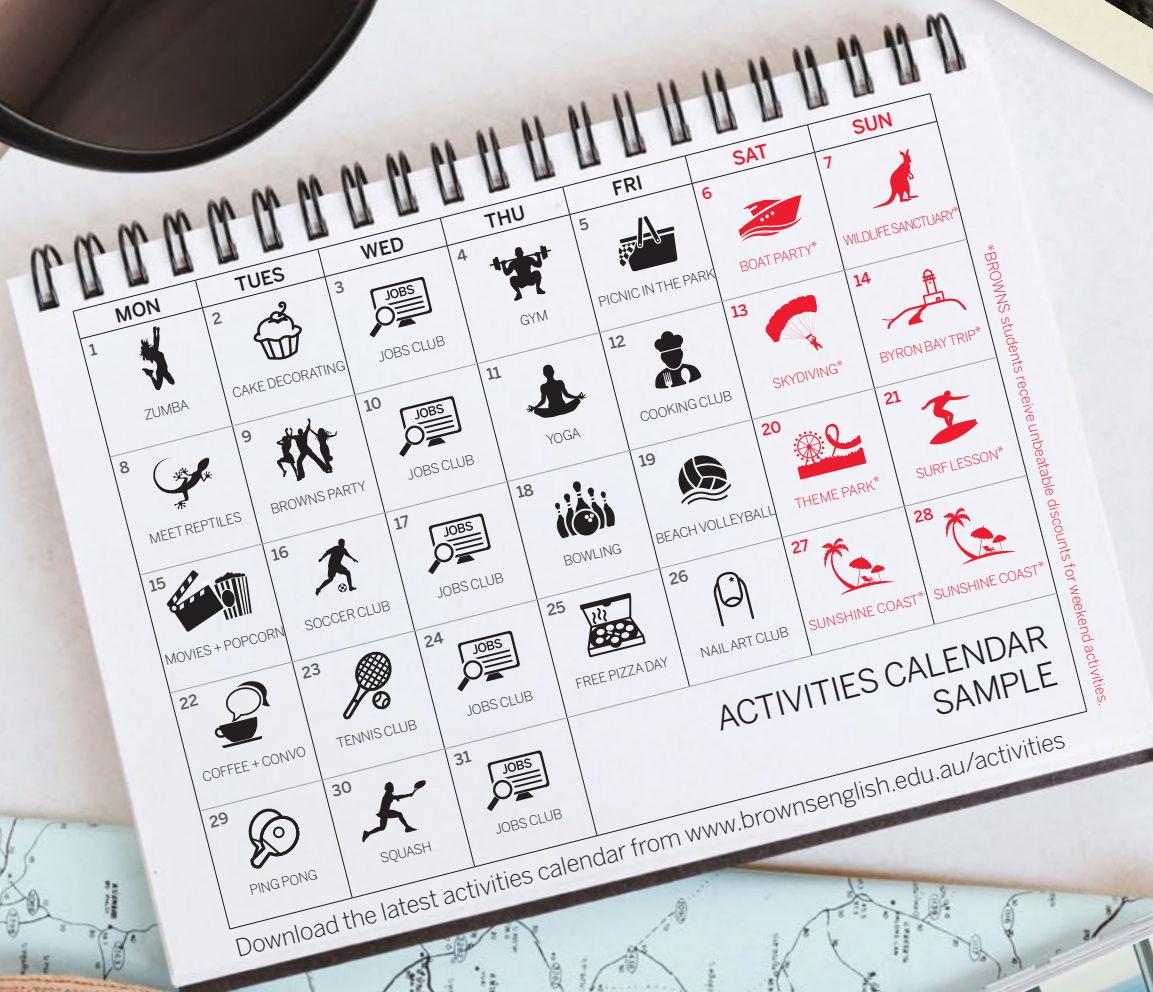 MON TUES WED THU FRI SAT SUN
1 ZUMBA
2 CAKE DECORATING
3 JOBS JOBS CLUB
4 GYM
5 PICNIC IN THE PARK
6 BOAT PARTY*
7 WILDLIFE SANCTUARY*
8 MEET REPTILES
9 BROWNS PARTY
10 JOBS JOBS CLUB
11 YOGA
12 COOKING CLUB
13 SKYDIVING*
14 BYRON BAY TRIP*
15 MOVIES + POPCORN
16 SOCCER CLUB
17 JOBS JOBS CLUB
18 BOWLING
19 BEACH VOLLEYBALL
20 THEME PARK*
21 SURF LESSON*
22 COFFEE + CONVO
23 TENNIS CLUB
24 JOBS JOBS CLUB
25 FREE PIZZA DAY
26 NAIL ART CLUB
27 SUNSHINE COAST*
28 SUNSHINE COAST*
29 PING PONG
30 SQUASH
31 JOBS JOBS CLUB
ACTIVITIES CALENDAR
SAMPLE
*BROWNS students receive unbeatable discounts for weekend activities.
Download the latest activities calendar from www.brownsenglish.edu.au/activities